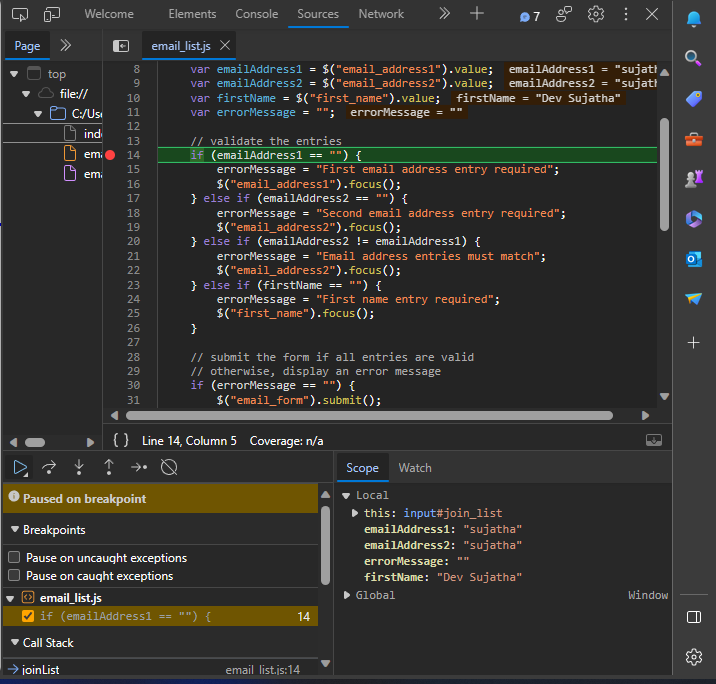 Welcome Elements Console Sources Network 7
Page email_list.js
top
file://
C:/Use
ind
ema
ema
8 var emailAddress1 = $("email_address1").value; emailAddress1 = "sujath
9 var emailAddress2 = $("email_address2").value; emailAddress2 = "sujath
10 var firstName = $("first_name").value; firstName = "Dev Sujatha"
11 var errorMessage = ""; errorMessage = ""
12
13 // validate the entries
14 if (emailAddress1 == "") {
15 errorMessage = "First email address entry required";
16 $("email_address1").focus();
17 } else if (emailAddress2 == "") {
18 errorMessage = "Second email address entry required";
19 $("email_address2").focus();
20 } else if (emailAddress2 != emailAddress1) {
21 errorMessage = "Email address entries must match";
22 $("email_address2").focus();
23 } else if (firstName == "") {
24 errorMessage = "First name entry required";
25 $("first_name").focus();
26 }
27
28 // submit the form if all entries are valid
29 // otherwise, display an error message
30 if (errorMessage == "") {
31 $("email_form").submit();
{ } Line 14, Column 5 Coverage: n/a
Paused on breakpoint
Breakpoints
Pause on uncaught exceptions
Pause on caught exceptions
email_list.js
if (emailAddress1 == "") { 14
Call Stack
joinList email_list.js:14
Scope Watch
Local
this: input#join_list
emailAddress1: "sujatha"
emailAddress2: "sujatha"
errorMessage: ""
firstName: "Dev Sujatha"
Global Window